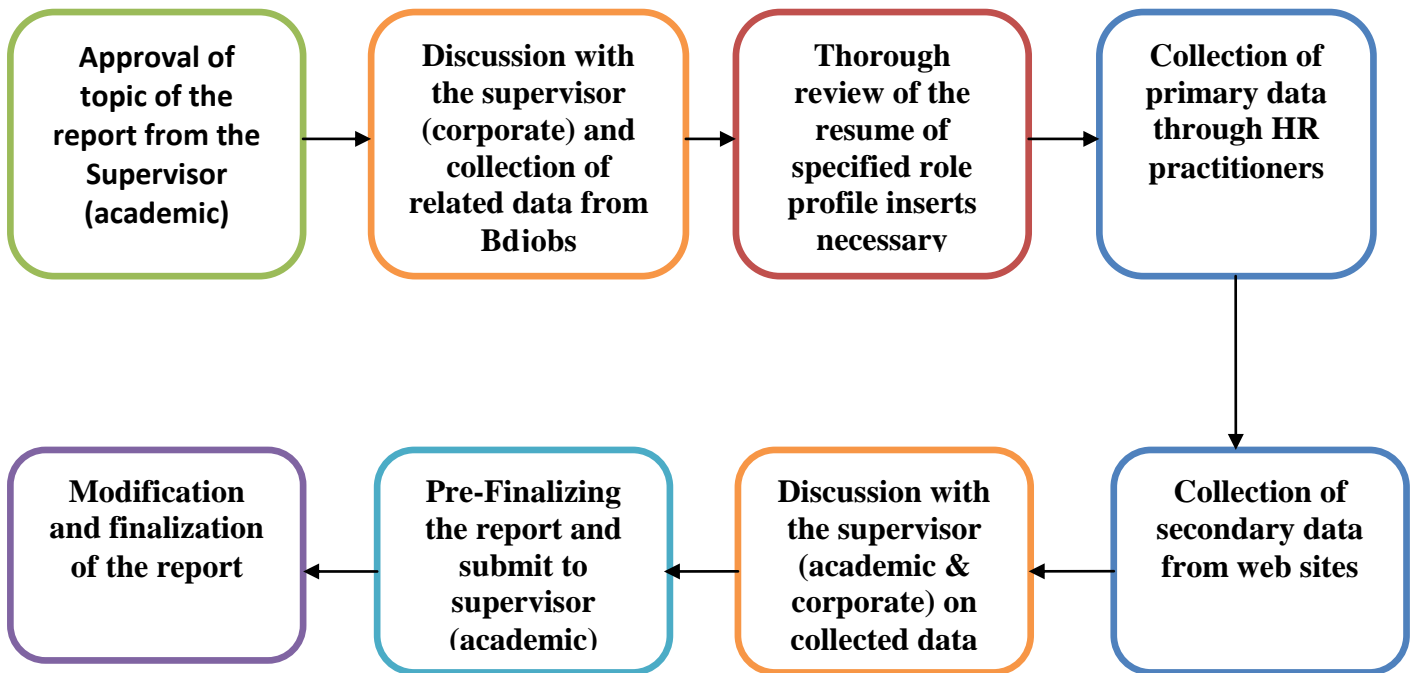 Approval of
topic of the
report from the
Supervisor
(academic)
Discussion with
the supervisor
(corporate) and
collection of
related data from
Bdjobs
Thorough
review of the
resume of
specified role
profile inserts
necessary
Collection of
primary data
through HR
practitioners
Collection of
secondary data
from web sites
Discussion with
the supervisor
(academic &
corporate) on
collected data
Pre-Finalizing
the report and
submit to
supervisor
(academic)
Modification
and finalization
of the report